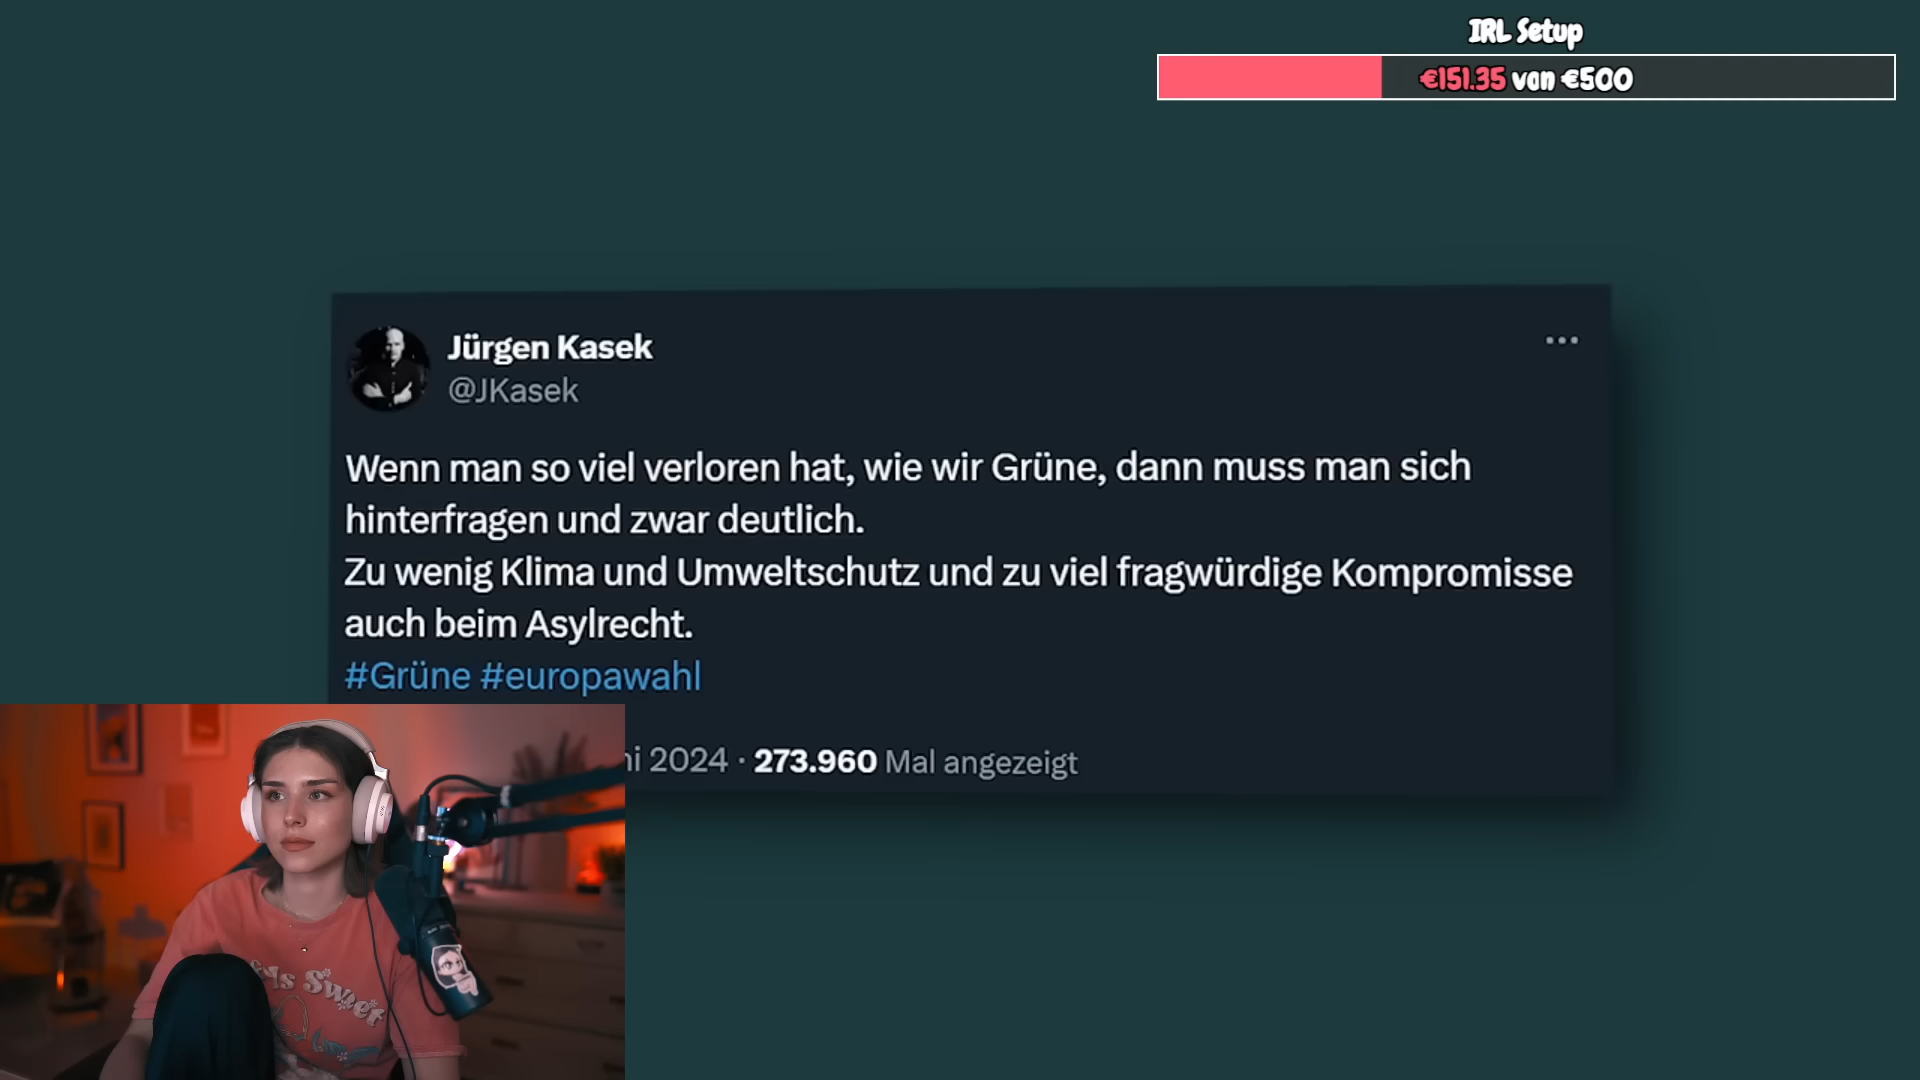 IRL Setup
€151.35 von €500
Jürgen Kasek
@JKasek
Wenn man so viel verloren hat, wie wir Grüne, dann muss man sich
hinterfragen und zwar deutlich.
Zu wenig Klima und Umweltschutz und zu viel fragwürdige Kompromisse
auch beim Asylrecht.
#Grüne #europawahl
2024 · 273.960 Mal angezeigt
Sweet